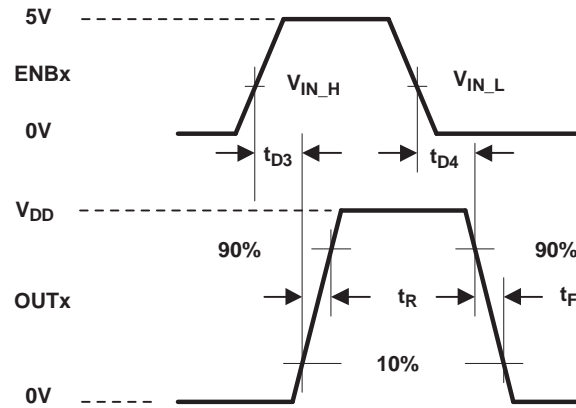 5V
ENBx
V_IN_H
V_IN_L
0V
t_D3
t_D4
V_DD
90%
90%
OUTx
t_R
t_F
10%
0V